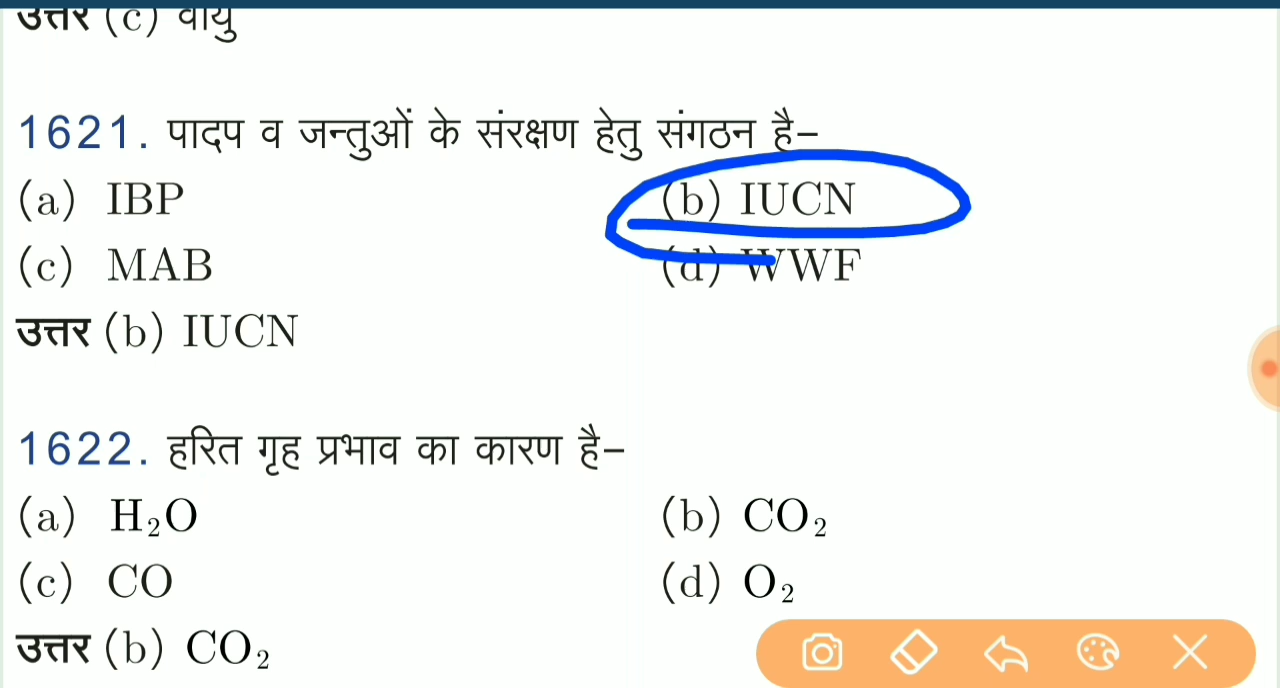 उत्तर (c) वायु
1621. पादप व जन्तुओं के संरक्षण हेतु संगठन है–
(a) IBP (b) IUCN
(c) MAB (d) WWF
उत्तर (b) IUCN
1622. हरित गृह प्रभाव का कारण है–
(a) H₂O (b) CO₂
(c) CO (d) O₂
उत्तर (b) CO₂